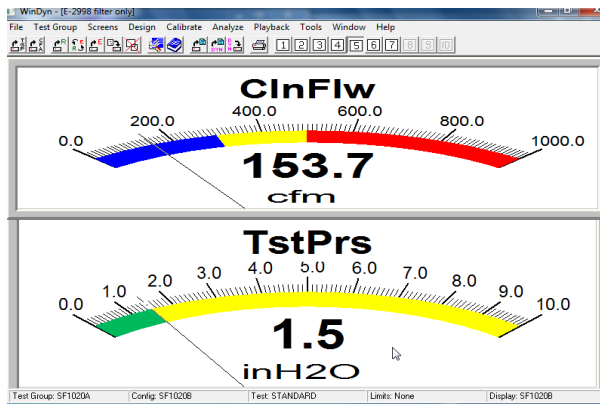 WinDyn - [E-2998 filter only]
File Test Group Screens Design Calibrate Analyze Playback Tools Window Help
1 2 3 4 5 6 7 8 9 10
ClnFlw
0.0 200.0 400.0 600.0 800.0 1000.0
153.7
cfm
TstPrs
0.0 1.0 2.0 3.0 4.0 5.0 6.0 7.0 8.0 9.0 10.0
1.5
inH2O
Test Group: SF1020A Config: SF1020B Test: STANDARD Limits: None Display: SF1020B